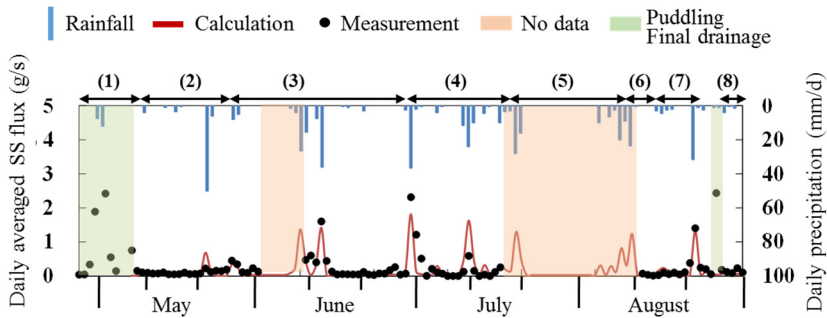 Rainfall Calculation Measurement No data Puddling
Final drainage
(1) (2) (3) (4) (5) (6) (7) (8)
Daily averaged SS flux (g/s)
5
4
3
2
1
0
0
20
40
60
80
100
Daily precipitation (mm/d)
May June July August